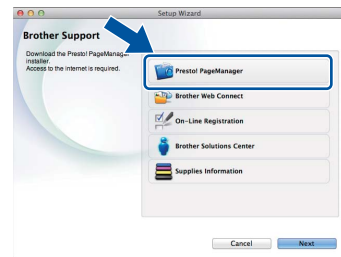 Setup Wizard
Brother Support
Download the Presto! PageManager
installer.
Access to the internet is required.
Presto! PageManager
Brother Web Connect
On-Line Registration
Brother Solutions Center
Supplies Information
Cancel
Next